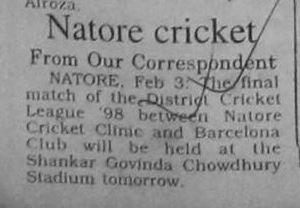 Alroza.
Natore cricket
From Our Correspondent
NATORE, Feb 3: The final
match of the District Cricket
League '98 between Natore
Cricket Clinic and Barcelona
Club will be held at the
Shankar Govinda Chowdhury
Stadium tomorrow.